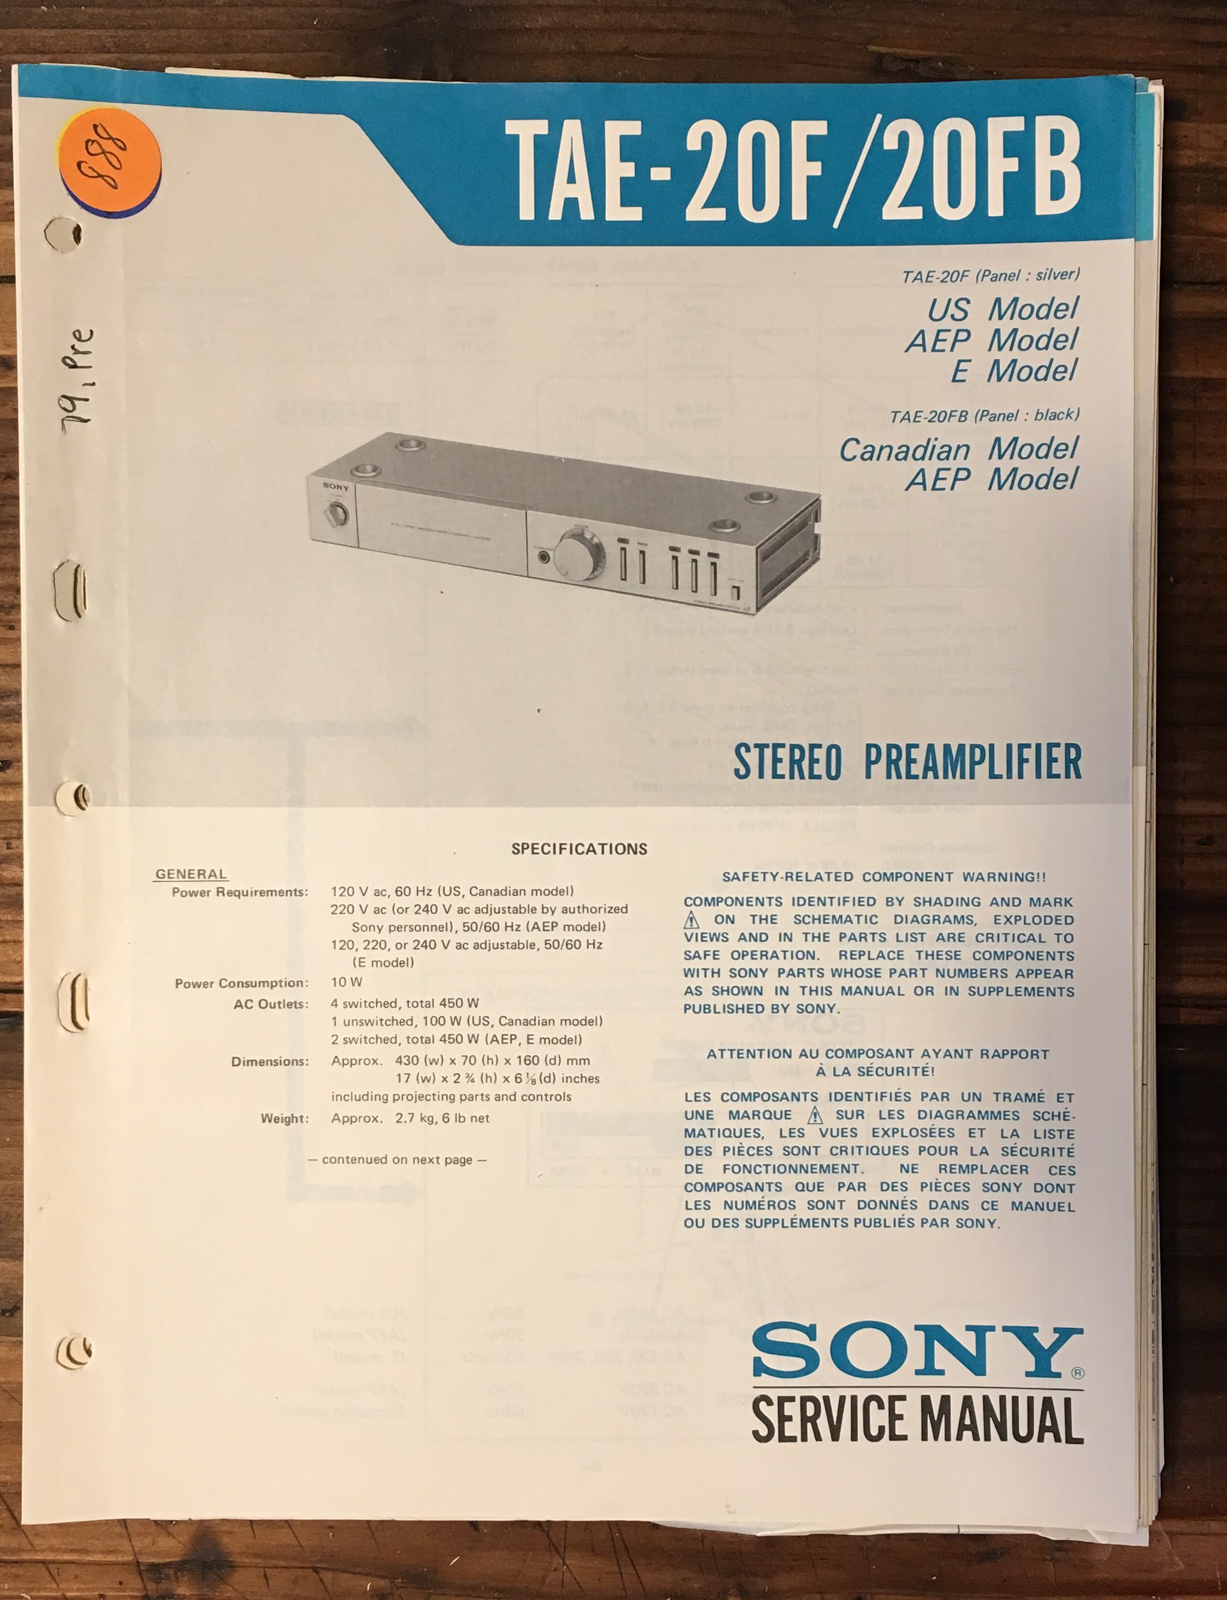 TAE-20F/20FB
888
79, Pre
TAE-20F (Panel : silver)
US Model
AEP Model
E Model
TAE-20FB (Panel : black)
Canadian Model
AEP Model
SONY
STEREO PREAMPLIFIER
SPECIFICATIONS
GENERAL
Power Requirements: 120 V ac, 60 Hz (US, Canadian model)
220 V ac (or 240 V ac adjustable by authorized
Sony personnel), 50/60 Hz (AEP model)
120, 220, or 240 V ac adjustable, 50/60 Hz
(E model)
Power Consumption: 10 W
AC Outlets: 4 switched, total 450 W
1 unswitched, 100 W (US, Canadian model)
2 switched, total 450 W (AEP, E model)
Dimensions: Approx. 430 (w) x 70 (h) x 160 (d) mm
17 (w) x 2 ¾ (h) x 6 ⅛ (d) inches
including projecting parts and controls
Weight: Approx. 2.7 kg, 6 lb net
— contenued on next page —
SAFETY-RELATED COMPONENT WARNING!!
COMPONENTS IDENTIFIED BY SHADING AND MARK
⚠ ON THE SCHEMATIC DIAGRAMS, EXPLODED
VIEWS AND IN THE PARTS LIST ARE CRITICAL TO
SAFE OPERATION. REPLACE THESE COMPONENTS
WITH SONY PARTS WHOSE PART NUMBERS APPEAR
AS SHOWN IN THIS MANUAL OR IN SUPPLEMENTS
PUBLISHED BY SONY.
ATTENTION AU COMPOSANT AYANT RAPPORT
À LA SÉCURITÉ!
LES COMPOSANTS IDENTIFIÉS PAR UN TRAMÉ ET
UNE MARQUE ⚠ SUR LES DIAGRAMMES SCHÉ-
MATIQUES, LES VUES EXPLOSÉES ET LA LISTE
DES PIÈCES SONT CRITIQUES POUR LA SÉCURITÉ
DE FONCTIONNEMENT. NE REMPLACER CES
COMPOSANTS QUE PAR DES PIÈCES SONY DONT
LES NUMÉROS SONT DONNÉS DANS CE MANUEL
OU DES SUPPLÉMENTS PUBLIÉS PAR SONY.
SONY®
SERVICE MANUAL